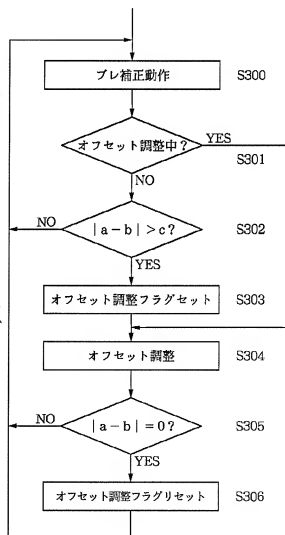 ブレ補正動作 S300
オフセット調整中? YES
S301
NO
NO |a-b|>c? S302
YES
オフセット調整フラグセット S303
オフセット調整 S304
NO |a-b|=0? S305
YES
オフセット調整フラグリセット S306